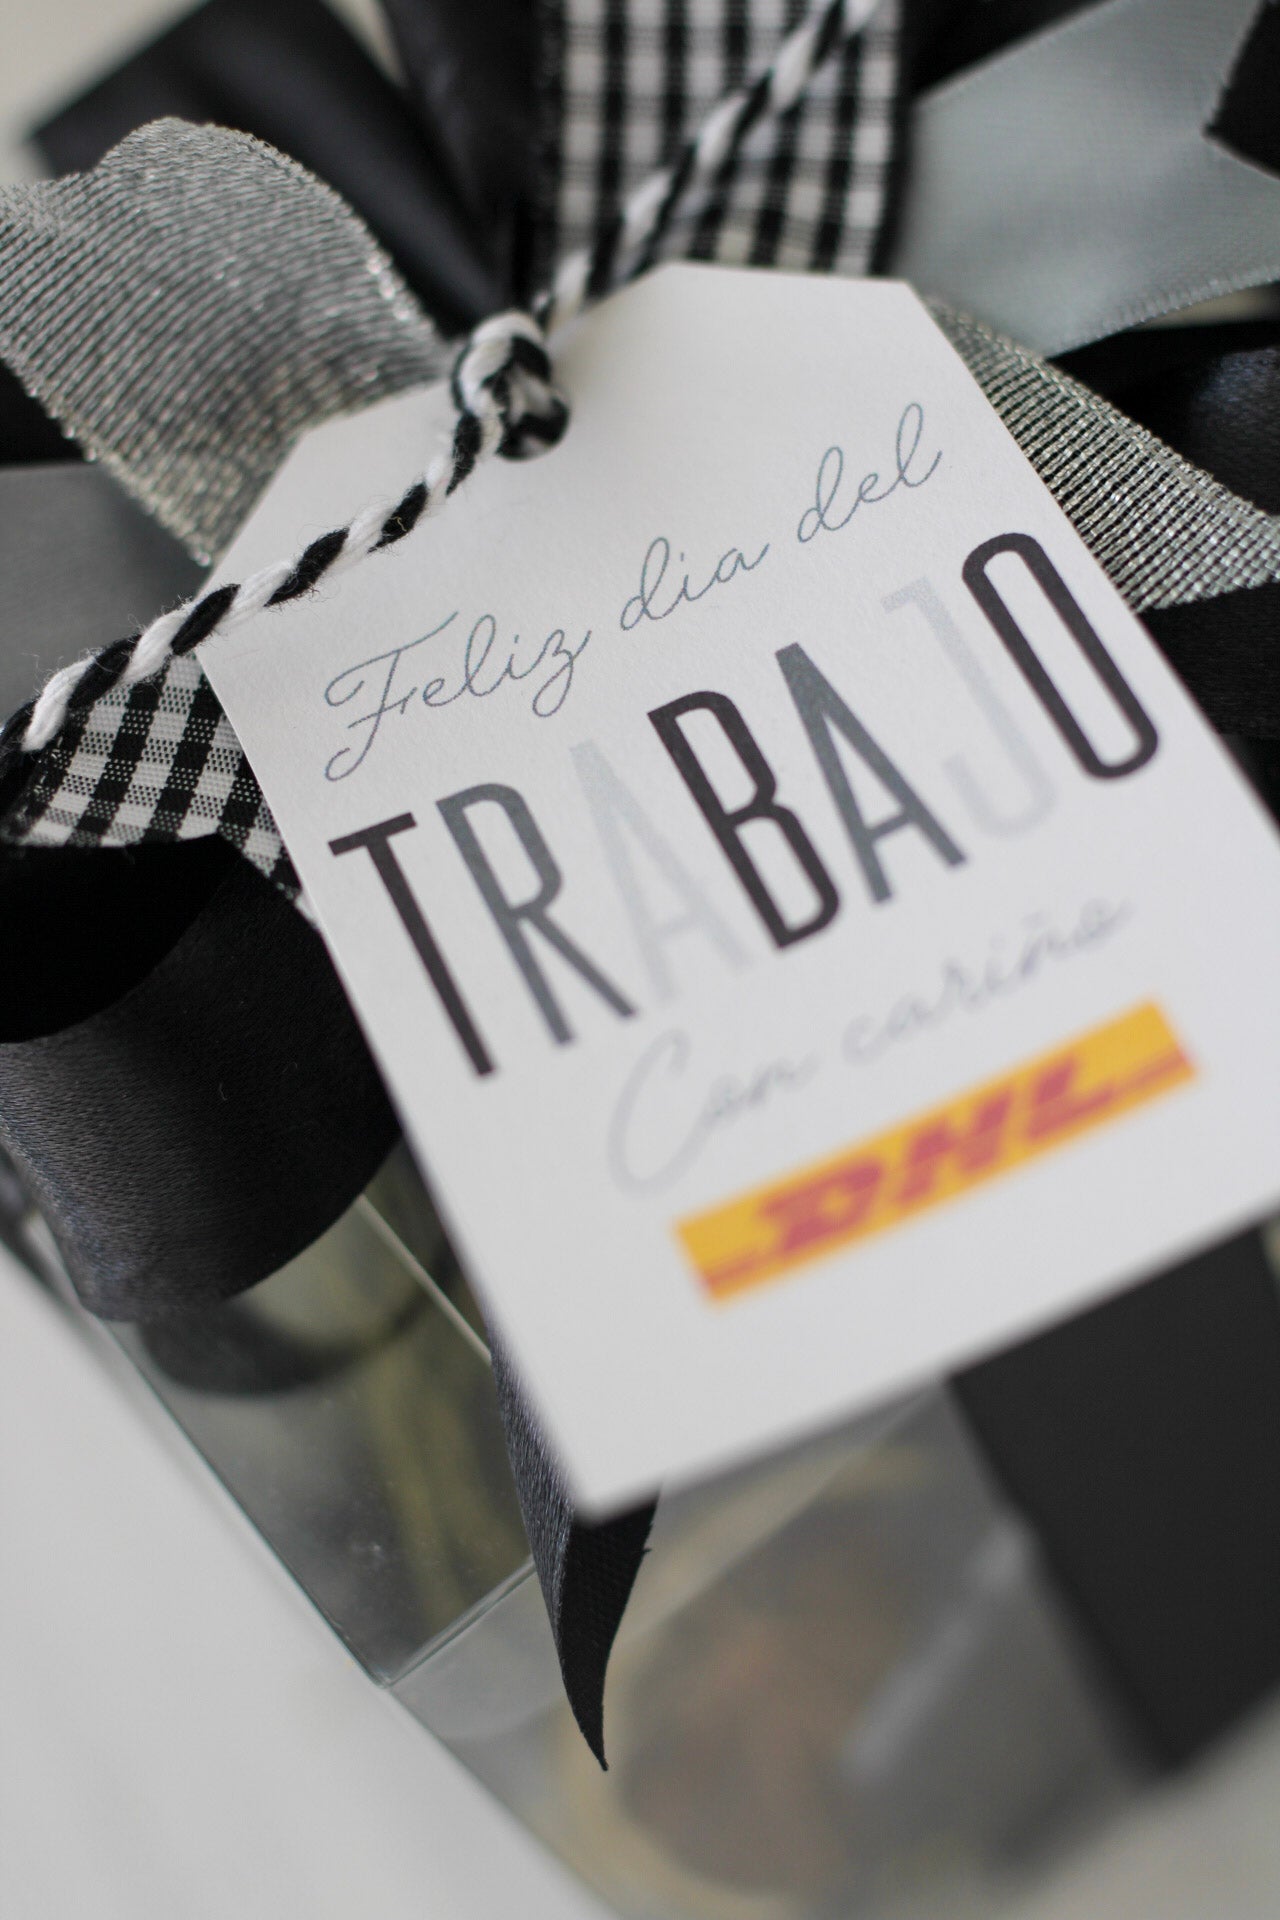 Feliz dia del
TRABAJO
Con cariño
DHL